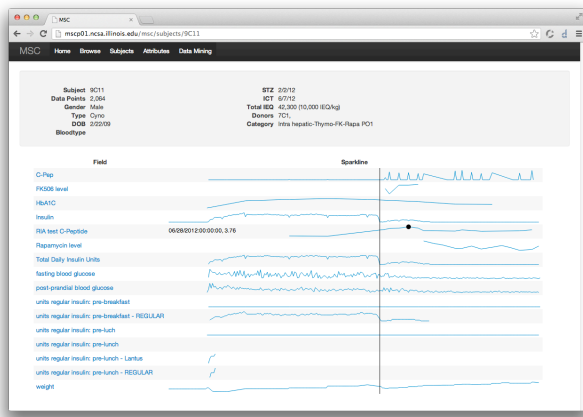 MSC
mscp01.ncsa.illinois.edu/msc/subjects/9C11
MSC Home Browse Subjects Attributes Data Mining
Subject 9C11 STZ 2/2/12
Data Points 2,064 ICT 6/7/12
Gender Male Total IEQ 42,300 (10,000 IEQ/kg)
Type Cyno Donors 7C1,
DOB 2/22/09 Category Intra hepatic-Thymo-FK-Rapa PO1
Bloodtype
Field Sparkline
C-Pep
FK506 level
HbA1C
Insulin
RIA test C-Peptide 06/28/2012:00:00:00, 3.76
Rapamycin level
Total Daily Insulin Units
fasting blood glucose
post-prandial blood glucose
units regular insulin: pre-breakfast
units regular insulin: pre-breakfast - REGULAR
units regular insulin: pre-luch
units regular insulin: pre-lunch
units regular insulin: pre-lunch - Lantus
units regular insulin: pre-lunch - REGULAR
weight